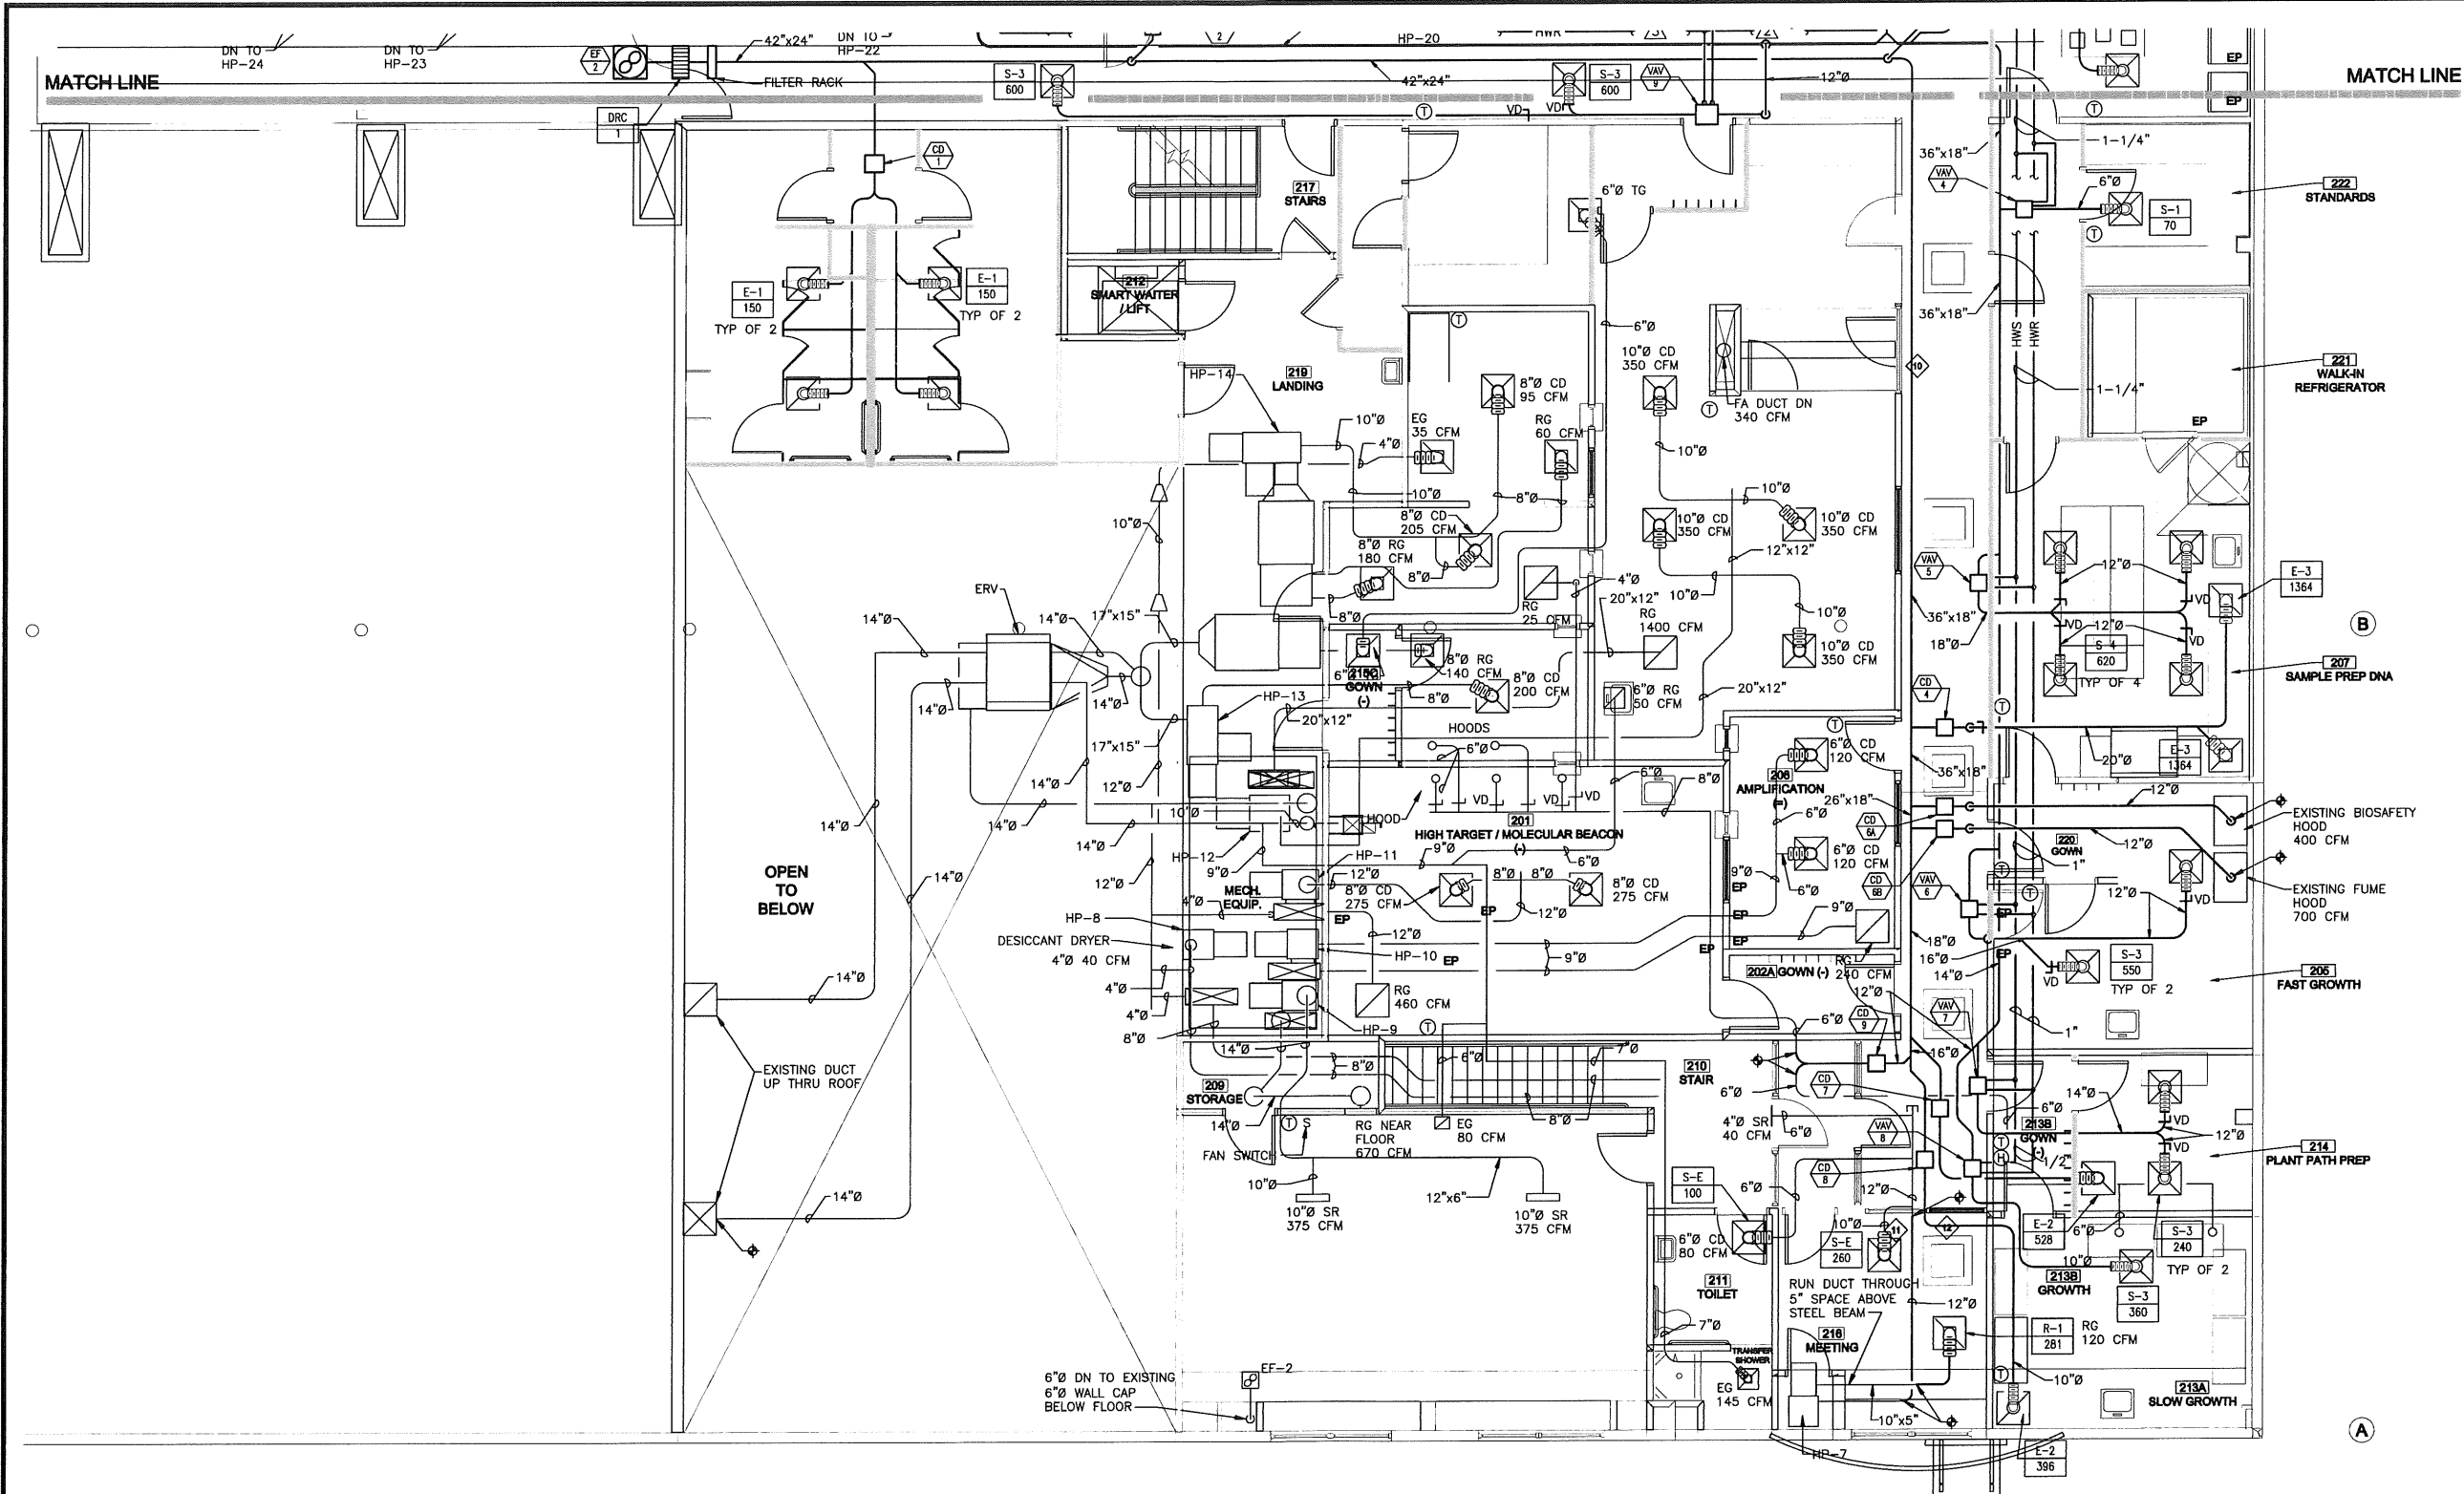 DN TO
HP-24
DN TO
HP-23
EF
2
42"x24"
DN TO
HP-22
2
HP-20
HWR
MATCH LINE
FILTER RACK
DRC
1
S-3
600
42"x24"
S-3
600
VAV
9
VD
VD
T
12"Ø
T
EP
EP
MATCH LINE
CD
1
217
STAIRS
6"Ø TG
36"x18"
VAV
4
1-1/4"
6"Ø
S-1
70
T
222
STANDARDS
E-1
150
TYP OF 2
E-1
150
TYP OF 2
212
SMART WAITER
/ LIFT
36"x18"
HWS
HWR
219
LANDING
HP-14
T
6"Ø
10"Ø CD
350 CFM
FA DUCT DN
340 CFM
T
10
1-1/4"
221
WALK-IN
REFRIGERATOR
EP
10"Ø
4"Ø
EG
35 CFM
8"Ø CD
95 CFM
RG
60 CFM
10"Ø
10"Ø
8"Ø
10"Ø
10"Ø
8"Ø CD
205 CFM
8"Ø RG
180 CFM
8"Ø
10"Ø CD
350 CFM
10"Ø CD
350 CFM
12"x12"
10"Ø
10"Ø
4"Ø
20"x12"
RG
25 CFM
RG
1400 CFM
10"Ø CD
350 CFM
VAV
5
36"x18"
18"Ø
12"Ø
12"Ø
VD
VD
VD
S-4
620
TYP OF 4
E-3
1364
B
207
SAMPLE PREP DNA
ERV
14"Ø
14"Ø
17"x15"
8"Ø
14"Ø
14"Ø
215C
GOWN
(-)
8"Ø RG
140 CFM
8"Ø
8"Ø CD
200 CFM
6"Ø RG
50 CFM
20"x12"
HP-13
20"x12"
HOODS
6"Ø
CD
4
T
T
36"x18"
20"Ø
E-3
1364
17"x15"
14"Ø
12"Ø
14"Ø
14"Ø
14"Ø
10"Ø
HOOD
VD
VD
VD
6"Ø
8"Ø
6"Ø CD
120 CFM
206
AMPLIFICATION
(-)
26"x18"
6"Ø
CD
6A
CD
6B
201
HIGH TARGET / MOLECULAR BEACON
(-)
12"Ø
12"Ø
EXISTING BIOSAFETY
HOOD
400 CFM
220
GOWN
1"
EXISTING FUME
HOOD
700 CFM
OPEN
TO
BELOW
14"Ø
HP-12
9"Ø
HP-11
12"Ø
12"Ø
MECH.
EQUIP.
4"Ø
9"Ø
6"Ø
8"Ø CD
275 CFM
8"Ø
8"Ø
8"Ø CD
275 CFM
6"Ø CD
120 CFM
9"Ø
6"Ø
EP
EP
EP
EP
EP
EP
VAV
6
T
T
EP
12"Ø
VD
HP-8
DESICCANT DRYER
4"Ø 40 CFM
4"Ø
4"Ø
8"Ø
HP-10
12"Ø
12"Ø
9"Ø
9"Ø
RG
460 CFM
HP-9
T
202A GOWN (-)
RG
240 CFM
18"Ø
16"Ø
14"Ø
EP
VD
S-3
550
TYP OF 2
205
FAST GROWTH
14"Ø
EXISTING DUCT
UP THRU ROOF
14"Ø
8"Ø
6"Ø
7"Ø
209
STORAGE
14"Ø
8"Ø
210
STAIR
6"Ø
CD
9
12"Ø
VAV
7
1"
16"Ø
6"Ø
CD
7
14"Ø
6"Ø
VD
VD
12"Ø
213B
GOWN
(-)
1/2"
T
H
214
PLANT PATH PREP
T S
FAN SWITCH
RG NEAR
FLOOR
670 CFM
EG
80 CFM
4"Ø SR
40 CFM
6"Ø
VAV
8
CD
8
10"Ø
12"x6"
10"Ø SR
375 CFM
10"Ø SR
375 CFM
S-E
100
6"Ø
12"Ø
10"Ø
11
12
6"Ø CD
80 CFM
S-E
260
E-2
528
6"Ø
S-3
240
TYP OF 2
10"Ø
213B
GROWTH
S-3
360
211
TOILET
RUN DUCT THROUGH
5" SPACE ABOVE
STEEL BEAM
12"Ø
7"Ø
216
MEETING
R-1
281
RG
120 CFM
TRANSFER
SHOWER
EG
145 CFM
T
10"Ø
14"Ø
6"Ø DN TO EXISTING
6"Ø WALL CAP
BELOW FLOOR
EF-2
10"x5"
213A
SLOW GROWTH
HP-7
E-2
396
A